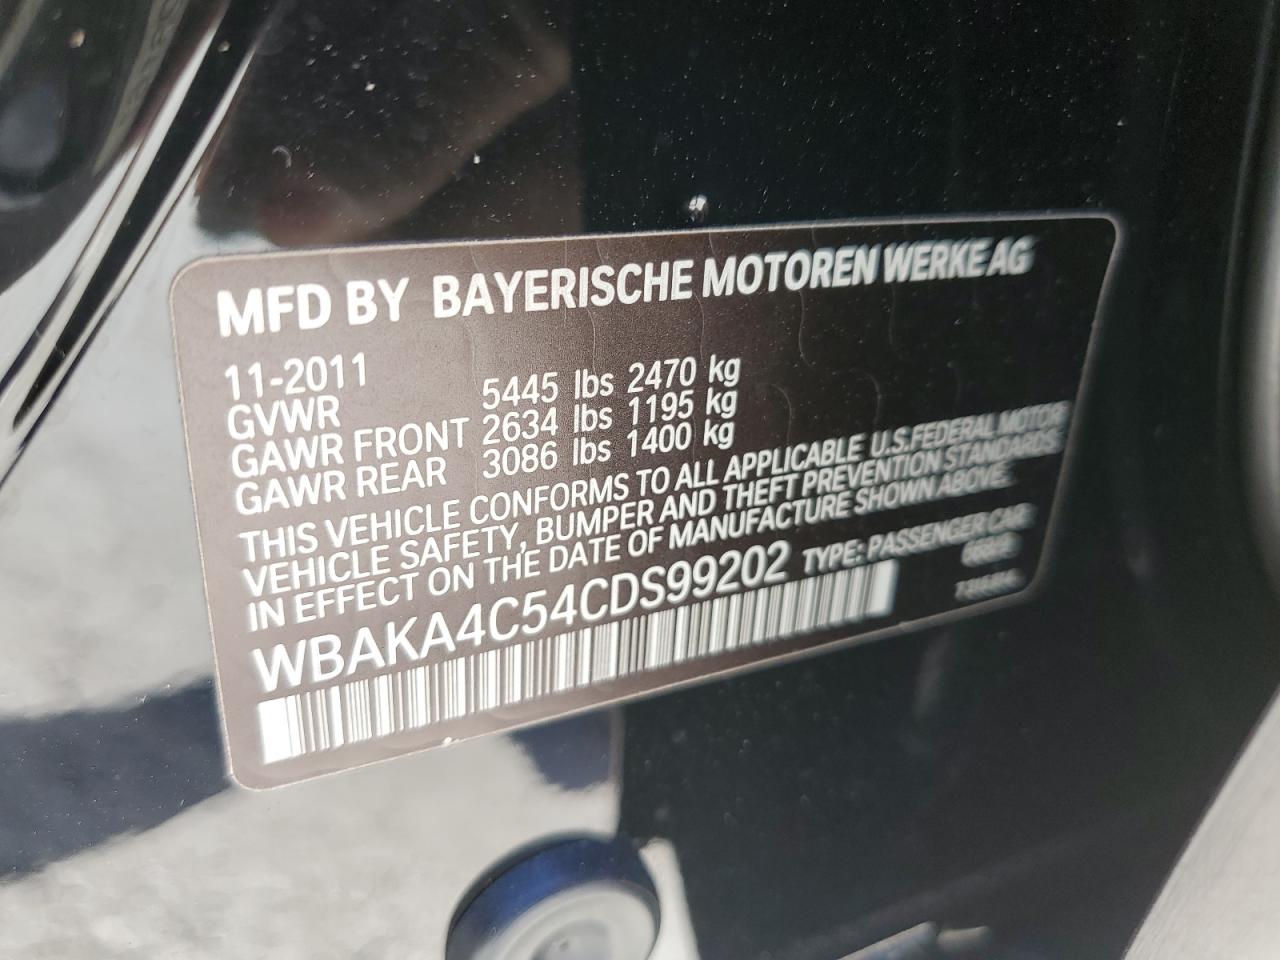 MFD BY BAYERISCHE MOTOREN WERKE AG
11-2011
GVWR 5445 lbs 2470 kg
GAWR FRONT 2634 lbs 1195 kg
GAWR REAR 3086 lbs 1400 kg
THIS VEHICLE CONFORMS TO ALL APPLICABLE U.S.FEDERAL MOTOR
VEHICLE SAFETY, BUMPER AND THEFT PREVENTION STANDARDS
IN EFFECT ON THE DATE OF MANUFACTURE SHOWN ABOVE.
WBAKA4C54CDS99202 TYPE: PASSENGER CAR